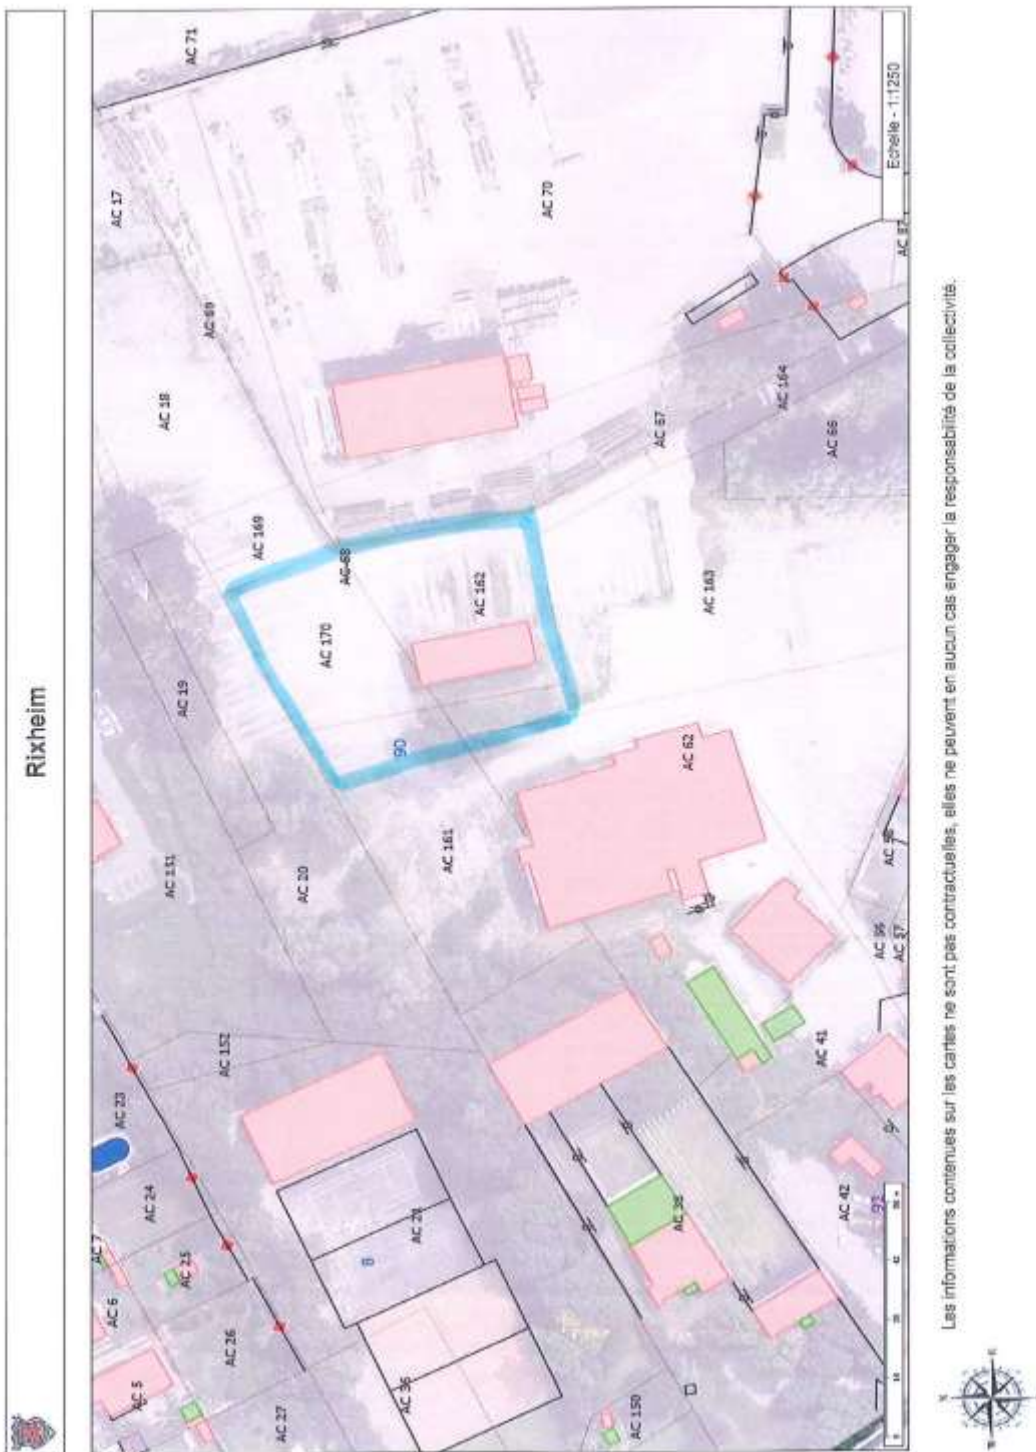 Rixheim
AC 71
AC 17
AC 70
AC 69
AC 18
AC 67
AC 164
AC 66
AC 169
AC 68
AC 162
AC 163
AC 170
AC 19
90
AC 62
AC 161
AC 131
AC 20
AC 56
AC 57
AC 41
AC 152
AC 23
AC 24
AC 7
AC 25
AC 6
AC 26
AC 5
AC 27
8
AC 36
AC 42
AC 150
Echelle - 1:1250
Les informations contenues sur les cartes ne sont pas contractuelles, elles ne peuvent en aucun cas engager la responsabilité de la collectivité.